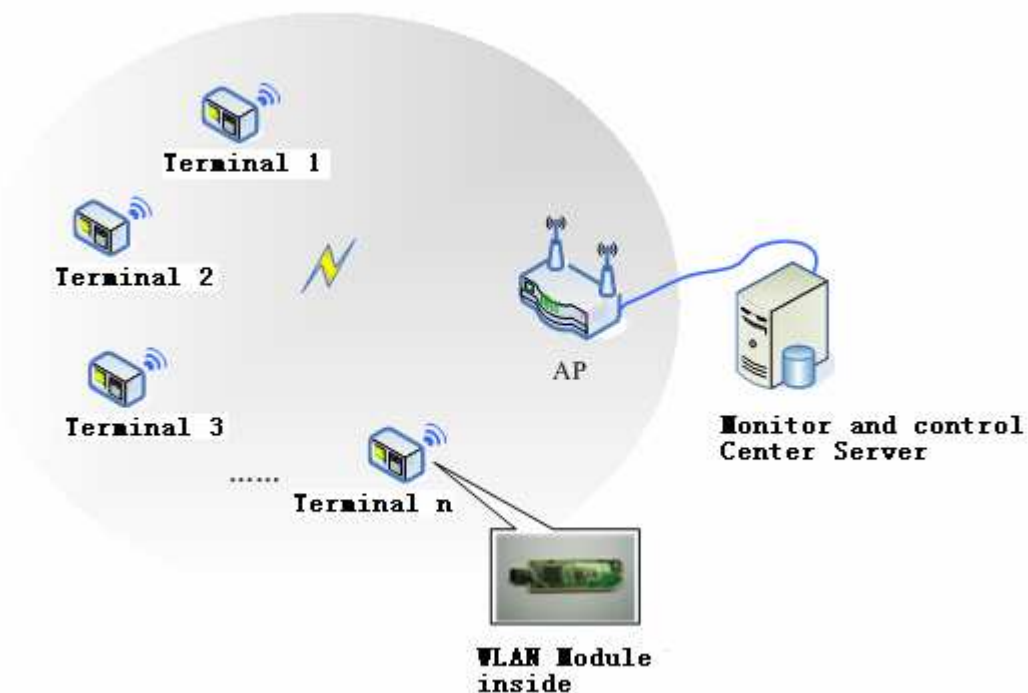 Terminal 1
Terminal 2
AP
Terminal 3
Monitor and control
Center Server
......
Terminal n
WLAN Module
inside